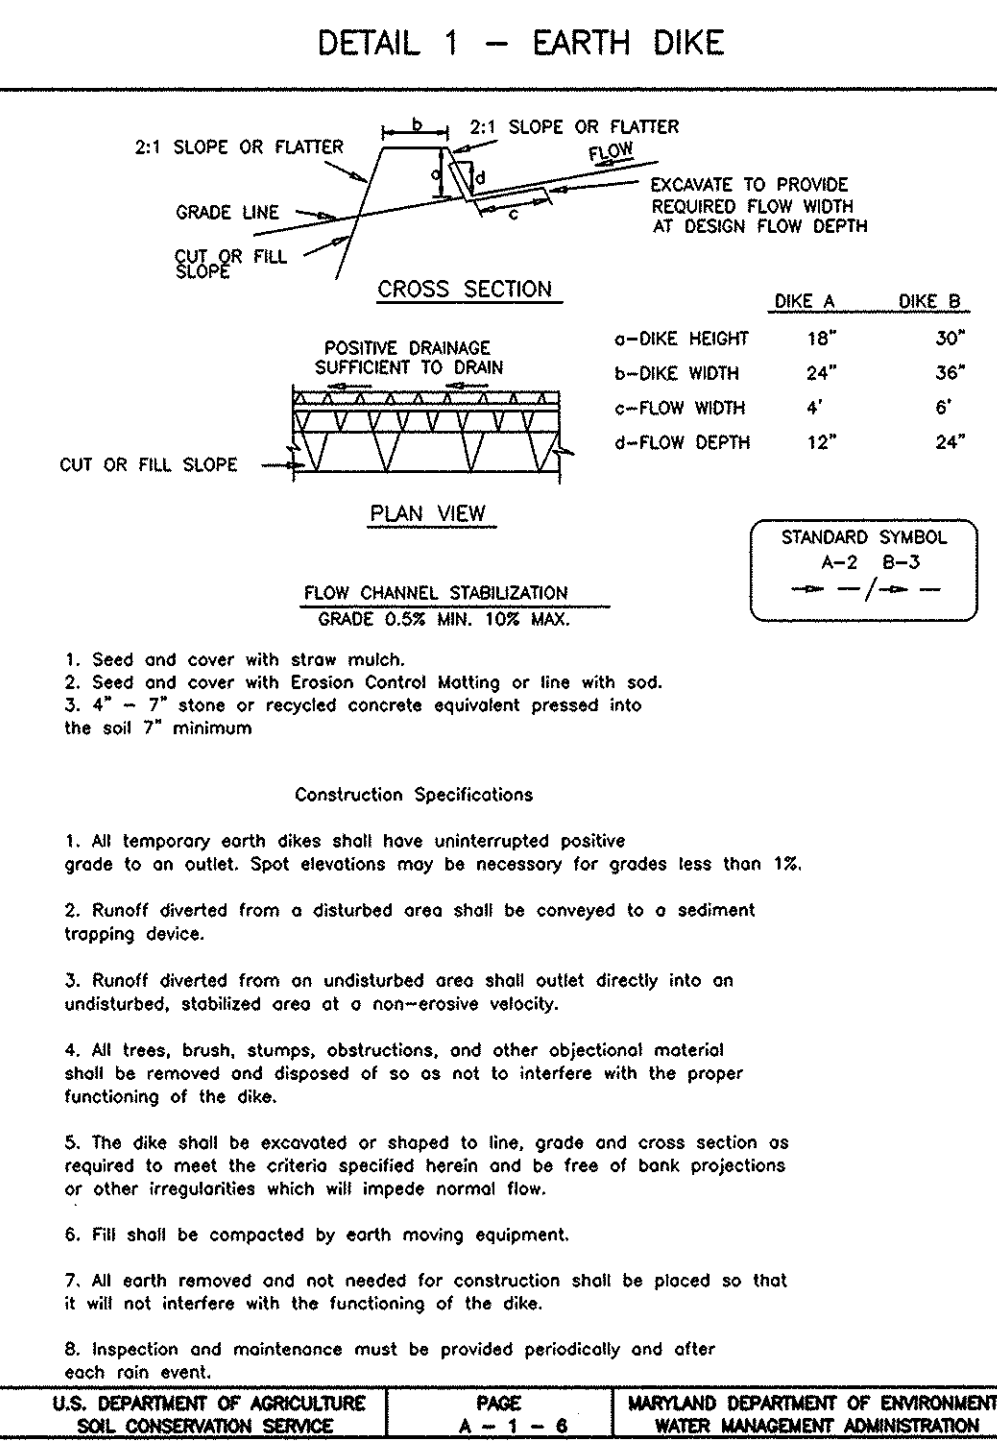 DETAIL 1 – EARTH DIKE
b
2:1 SLOPE OR FLATTER
2:1 SLOPE OR FLATTER
FLOW
a
d
EXCAVATE TO PROVIDE
REQUIRED FLOW WIDTH
AT DESIGN FLOW DEPTH
GRADE LINE
c
CUT OR FILL
SLOPE
CROSS SECTION
DIKE A DIKE B
a-DIKE HEIGHT 18" 30"
b-DIKE WIDTH 24" 36"
c-FLOW WIDTH 4' 6'
d-FLOW DEPTH 12" 24"
POSITIVE DRAINAGE
SUFFICIENT TO DRAIN
CUT OR FILL SLOPE
PLAN VIEW
STANDARD SYMBOL
A-2 B-3
/
FLOW CHANNEL STABILIZATION
GRADE 0.5% MIN. 10% MAX.
1. Seed and cover with straw mulch.
2. Seed and cover with Erosion Control Matting or line with sod.
3. 4" – 7" stone or recycled concrete equivalent pressed into
the soil 7" minimum
Construction Specifications
1. All temporary earth dikes shall have uninterrupted positive
grade to an outlet. Spot elevations may be necessary for grades less than 1%.
2. Runoff diverted from a disturbed area shall be conveyed to a sediment
trapping device.
3. Runoff diverted from an undisturbed area shall outlet directly into an
undisturbed, stabilized area at a non-erosive velocity.
4. All trees, brush, stumps, obstructions, and other objectional material
shall be removed and disposed of so as not to interfere with the proper
functioning of the dike.
5. The dike shall be excavated or shaped to line, grade and cross section as
required to meet the criteria specified herein and be free of bank projections
or other irregularities which will impede normal flow.
6. Fill shall be compacted by earth moving equipment.
7. All earth removed and not needed for construction shall be placed so that
it will not interfere with the functioning of the dike.
8. Inspection and maintenance must be provided periodically and after
each rain event.
U.S. DEPARTMENT OF AGRICULTURE
SOIL CONSERVATION SERVICE
PAGE
A – 1 – 6
MARYLAND DEPARTMENT OF ENVIRONMENT
WATER MANAGEMENT ADMINISTRATION